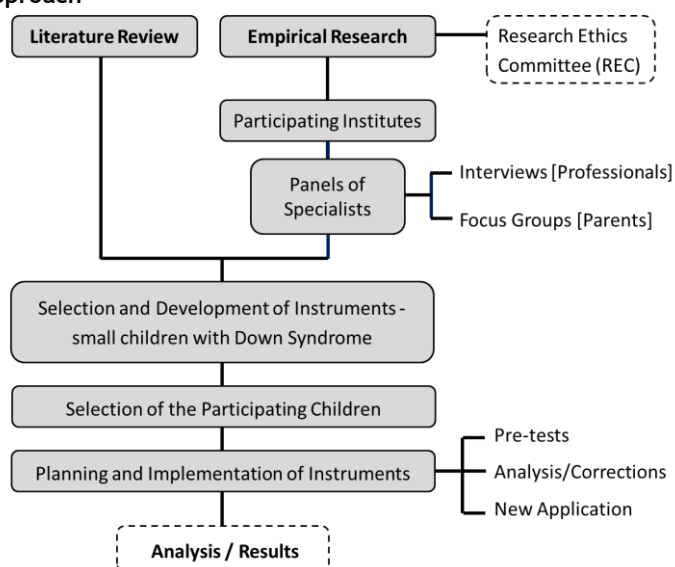 Literature Review
Empirical Research
Research Ethics
Committee (REC)
Participating Institutes
Panels of
Specialists
Interviews [Professionals]
Focus Groups [Parents]
Selection and Development of Instruments -
small children with Down Syndrome
Selection of the Participating Children
Planning and Implementation of Instruments
Pre-tests
Analysis/Corrections
New Application
Analysis / Results